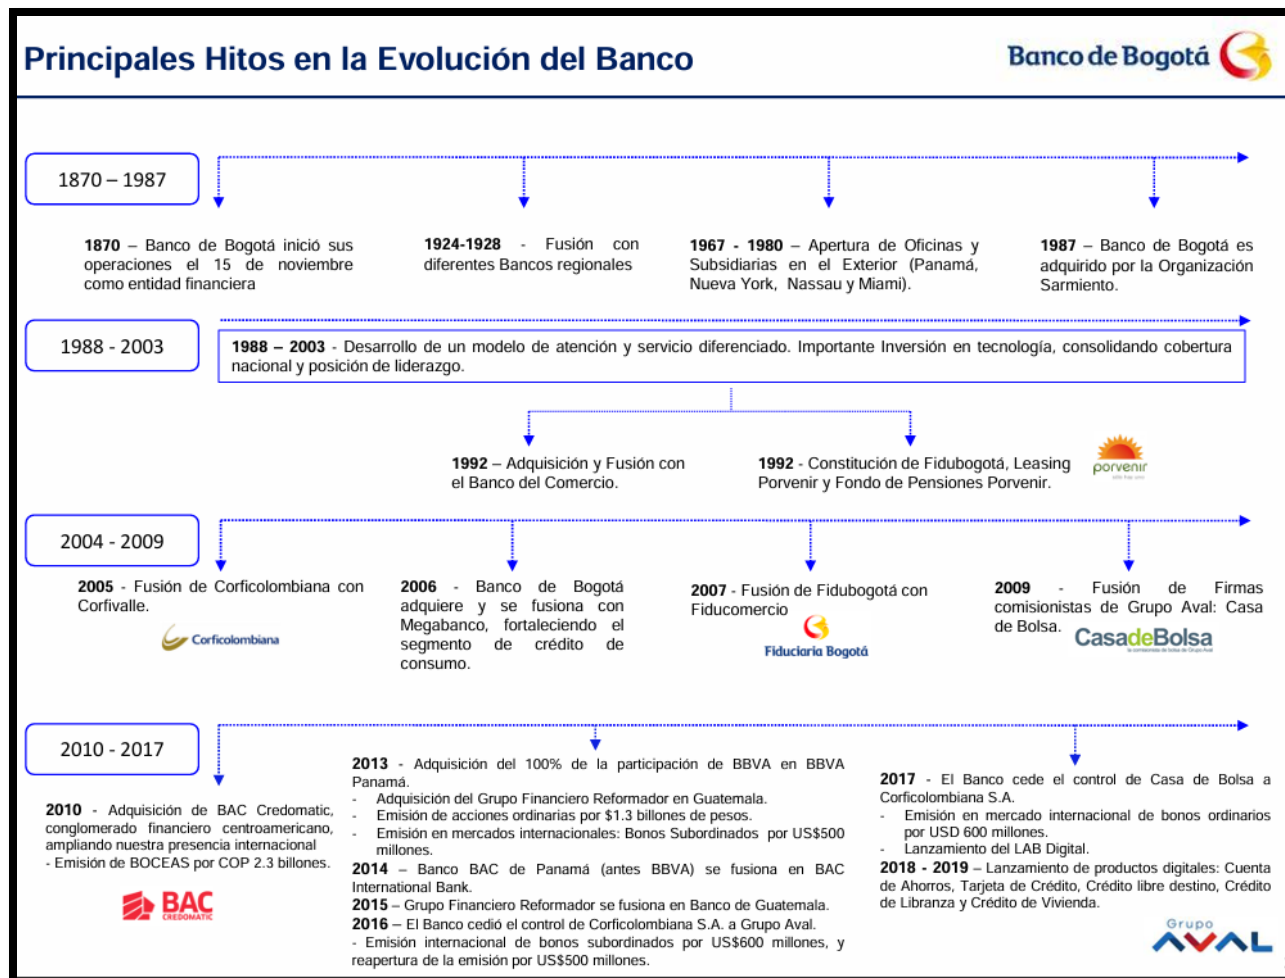 Principales Hitos en la Evolución del Banco
Banco de Bogotá
1870 – 1987
1870 – Banco de Bogotá inició sus
operaciones el 15 de noviembre
como entidad financiera
1924-1928 - Fusión con
diferentes Bancos regionales
1967 - 1980 – Apertura de Oficinas y
Subsidiarias en el Exterior (Panamá,
Nueva York, Nassau y Miami).
1987 – Banco de Bogotá es
adquirido por la Organización
Sarmiento.
1988 - 2003
1988 – 2003 - Desarrollo de un modelo de atención y servicio diferenciado. Importante Inversión en tecnología, consolidando cobertura
nacional y posición de liderazgo.
1992 – Adquisición y Fusión con
el Banco del Comercio.
1992 - Constitución de Fidubogotá, Leasing
Porvenir y Fondo de Pensiones Porvenir.
porvenir
2004 - 2009
2005 - Fusión de Corficolombiana con
Corfivalle.
Corficolombiana
2006 - Banco de Bogotá
adquiere y se fusiona con
Megabanco, fortaleciendo el
segmento de crédito de
consumo.
2007 - Fusión de Fidubogotá con
Fiducomercio
Fiduciaria Bogotá
2009 - Fusión de Firmas
comisionistas de Grupo Aval: Casa
de Bolsa.
CasadeBolsa
la comisionista de bolsa de Grupo Aval
2010 - 2017
2010 - Adquisición de BAC Credomatic,
conglomerado financiero centroamericano,
ampliando nuestra presencia internacional
- Emisión de BOCEAS por COP 2.3 billones.
BAC
CREDOMATIC
2013 - Adquisición del 100% de la participación de BBVA en BBVA
Panamá.
- Adquisición del Grupo Financiero Reformador en Guatemala.
- Emisión de acciones ordinarias por $1.3 billones de pesos.
- Emisión en mercados internacionales: Bonos Subordinados por US$500
millones.
2014 – Banco BAC de Panamá (antes BBVA) se fusiona en BAC
International Bank.
2015 – Grupo Financiero Reformador se fusiona en Banco de Guatemala.
2016 – El Banco cedió el control de Corficolombiana S.A. a Grupo Aval.
- Emisión internacional de bonos subordinados por US$600 millones, y
reapertura de la emisión por US$500 millones.
2017 - El Banco cede el control de Casa de Bolsa a
Corficolombiana S.A.
- Emisión en mercado internacional de bonos ordinarios
por USD 600 millones.
- Lanzamiento del LAB Digital.
2018 - 2019 – Lanzamiento de productos digitales: Cuenta
de Ahorros, Tarjeta de Crédito, Crédito libre destino, Crédito
de Libranza y Crédito de Vivienda.
Grupo
AVAL